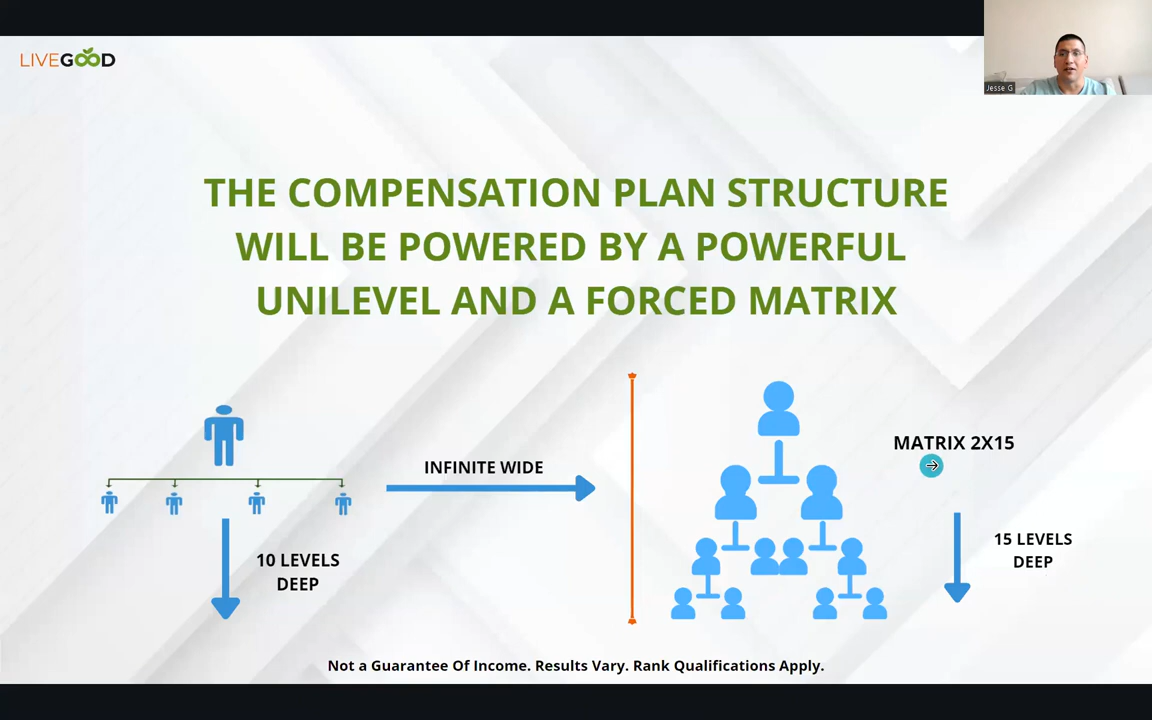 LIVEGOOD
Jesse G
THE COMPENSATION PLAN STRUCTURE
WILL BE POWERED BY A POWERFUL
UNILEVEL AND A FORCED MATRIX
INFINITE WIDE
10 LEVELS
DEEP
MATRIX 2X15
15 LEVELS
DEEP
Not a Guarantee Of Income. Results Vary. Rank Qualifications Apply.